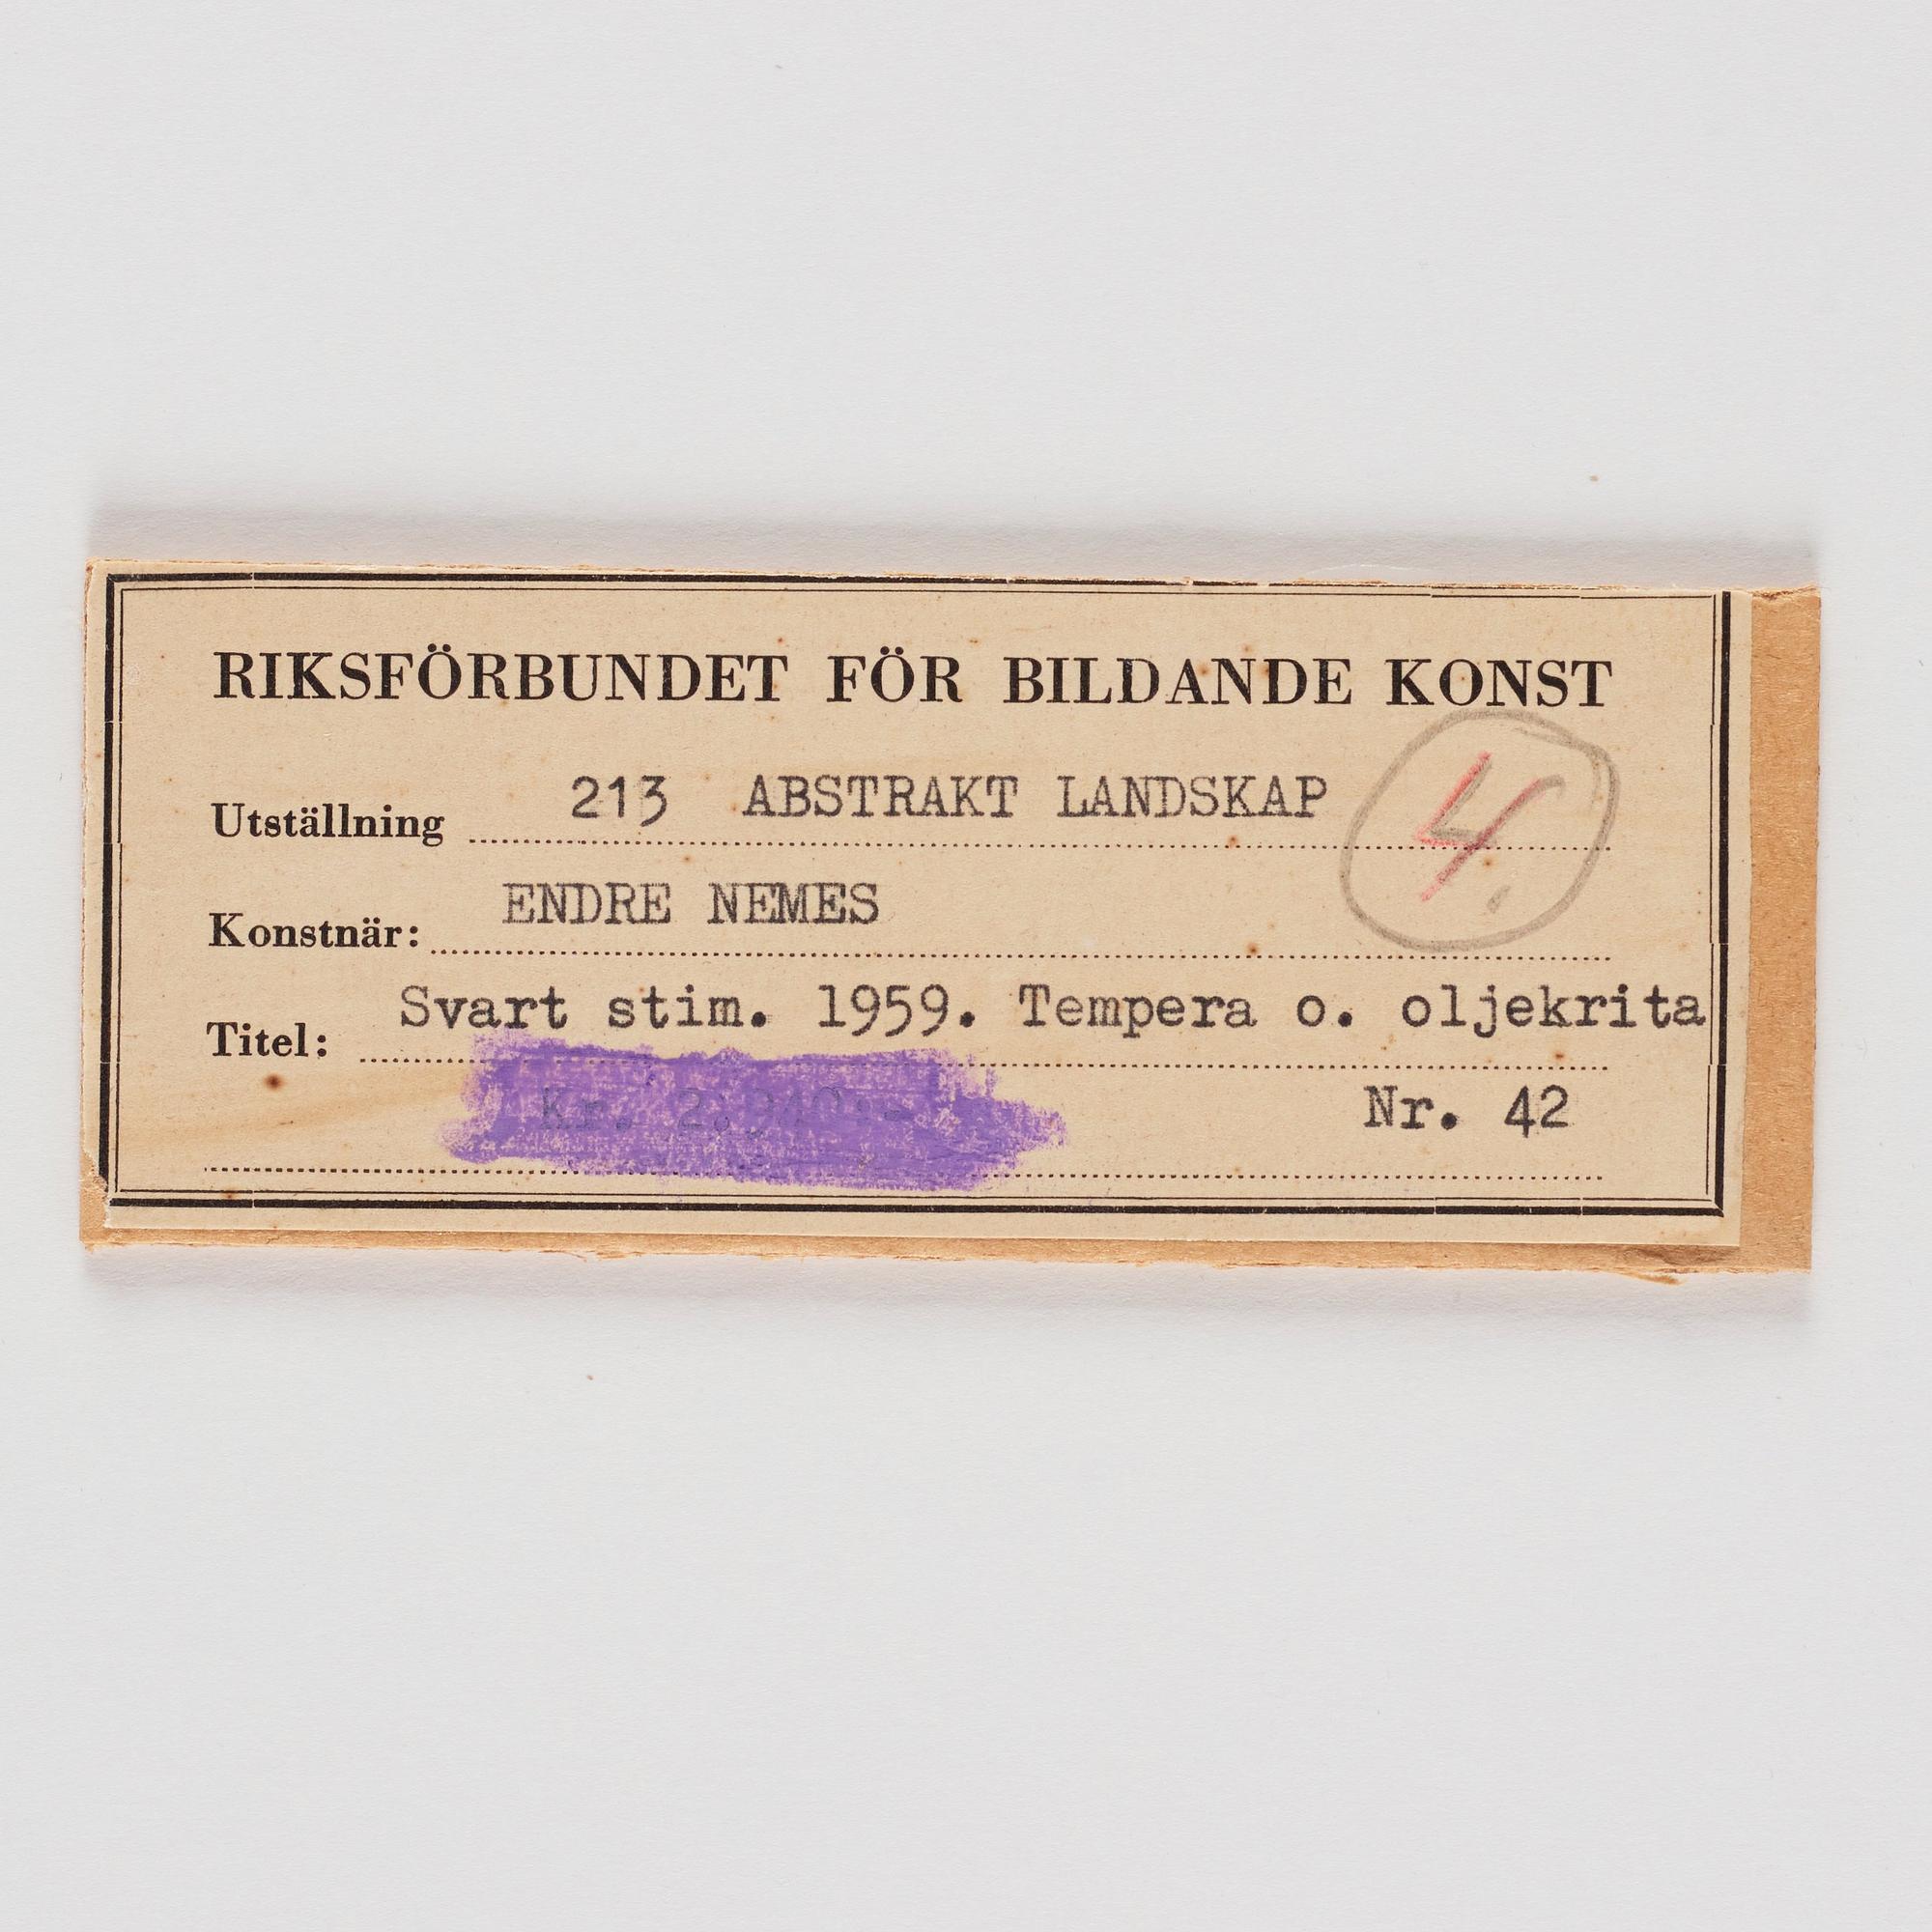 RIKSFÖRBUNDET FÖR BILDANDE KONST
Utställning 213 ABSTRAKT LANDSKAP
4.
Konstnär: ENDRE NEMES
Titel: Svart stim. 1959. Tempera o. oljekrita
Kr. Nr. 42